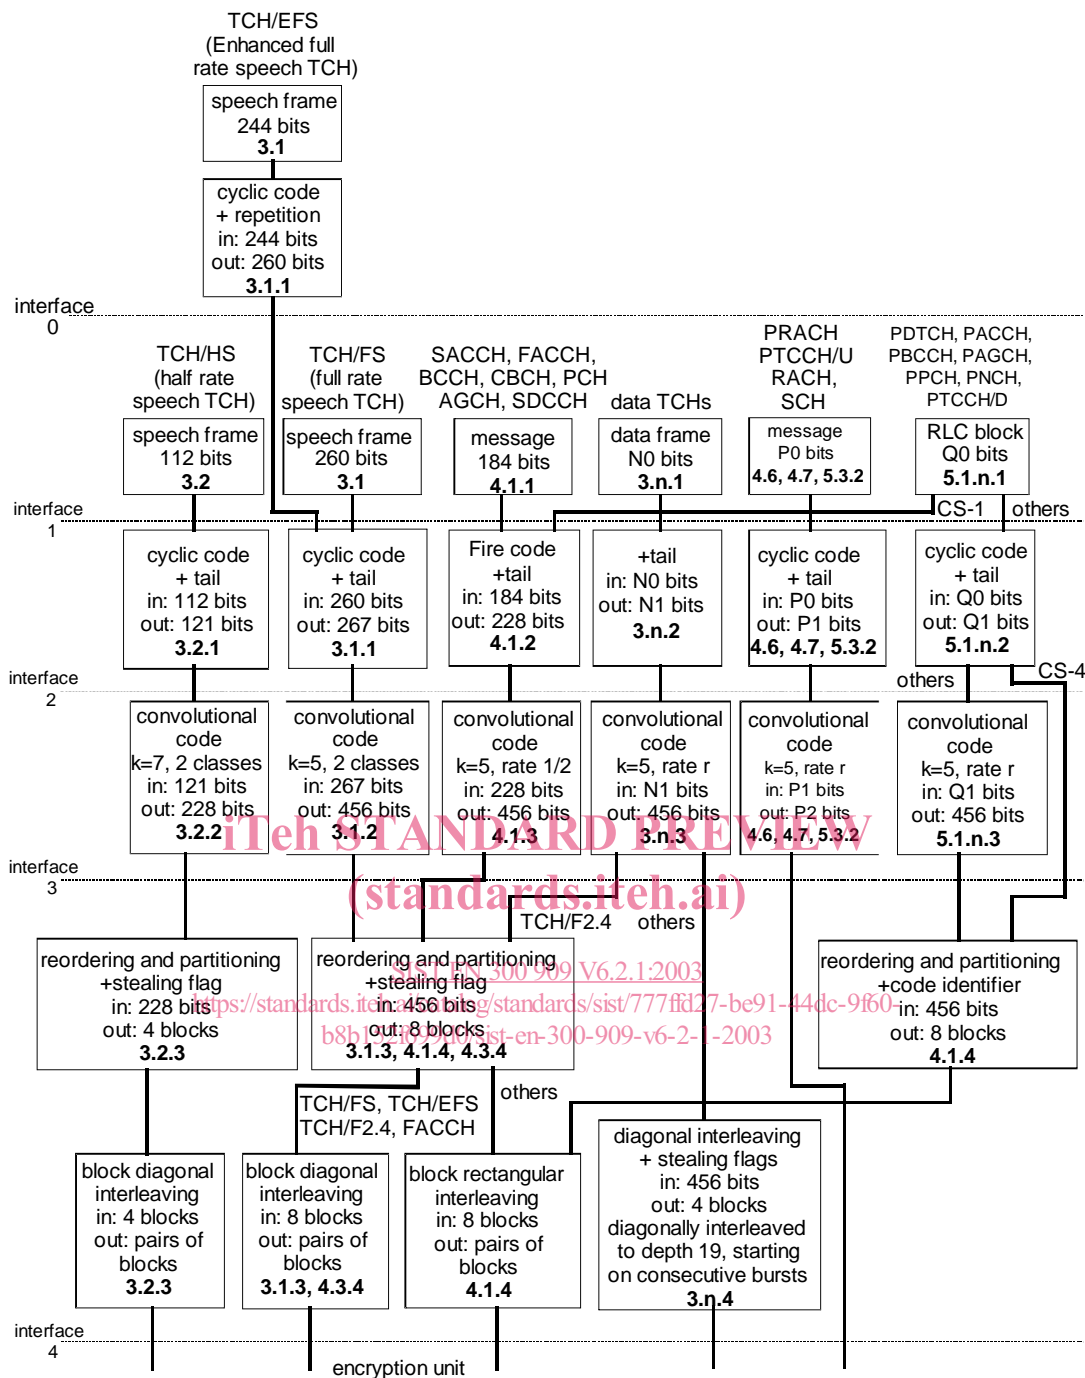 TCH/EFS
(Enhanced full
rate speech TCH)
speech frame
244 bits
3.1
cyclic code
+ repetition
in: 244 bits
out: 260 bits
3.1.1
interface
0
TCH/HS
(half rate
speech TCH)
speech frame
112 bits
3.2
TCH/FS
(full rate
speech TCH)
speech frame
260 bits
3.1
SACCH, FACCH,
BCCH, CBCH, PCH
AGCH, SDCCH
message
184 bits
4.1.1
data TCHs
data frame
N0 bits
3.n.1
PRACH
PTCCH/U
RACH,
SCH
message
P0 bits
4.6, 4.7, 5.3.2
PDTCH, PACCH,
PBCCH, PAGCH,
PPCH, PNCH,
PTCCH/D
RLC block
Q0 bits
5.1.n.1
interface
1
CS-1
others
cyclic code
+ tail
in: 112 bits
out: 121 bits
3.2.1
cyclic code
+ tail
in: 260 bits
out: 267 bits
3.1.1
Fire code
+tail
in: 184 bits
out: 228 bits
4.1.2
+tail
in: N0 bits
out: N1 bits
3.n.2
cyclic code
+ tail
in: P0 bits
out: P1 bits
4.6, 4.7, 5.3.2
cyclic code
+ tail
in: Q0 bits
out: Q1 bits
5.1.n.2
interface
2
others
CS-4
convolutional
code
k=7, 2 classes
in: 121 bits
out: 228 bits
3.2.2
convolutional
code
k=5, 2 classes
in: 267 bits
out: 456 bits
3.1.2
convolutional
code
k=5, rate 1/2
in: 228 bits
out: 456 bits
4.1.3
convolutional
code
k=5, rate r
in: N1 bits
out: 456 bits
3.n.3
convolutional
code
k=5, rate r
in: P1 bits
out: P2 bits
4.6, 4.7, 5.3.2
convolutional
code
k=5, rate r
in: Q1 bits
out: 456 bits
5.1.n.3
iTeh STANDARD PREVIEW
(standards.iteh.ai)
interface
3
TCH/F2.4
others
reordering and partitioning
+stealing flag
in: 228 bits
out: 4 blocks
3.2.3
reordering and partitioning
+stealing flag
in: 456 bits
out: 8 blocks
3.1.3, 4.1.4, 4.3.4
reordering and partitioning
+code identifier
in: 456 bits
out: 8 blocks
4.1.4
SIST EN 300 909 V6.2.1:2003
TCH/FS, TCH/EFS
TCH/F2.4, FACCH
others
block diagonal
interleaving
in: 4 blocks
out: pairs of
blocks
3.2.3
block diagonal
interleaving
in: 8 blocks
out: pairs of
blocks
3.1.3, 4.3.4
block rectangular
interleaving
in: 8 blocks
out: pairs of
blocks
4.1.4
diagonal interleaving
+ stealing flags
in: 456 bits
out: 4 blocks
diagonally interleaved
to depth 19, starting
on consecutive bursts
3.n.4
interface
4
encryption unit